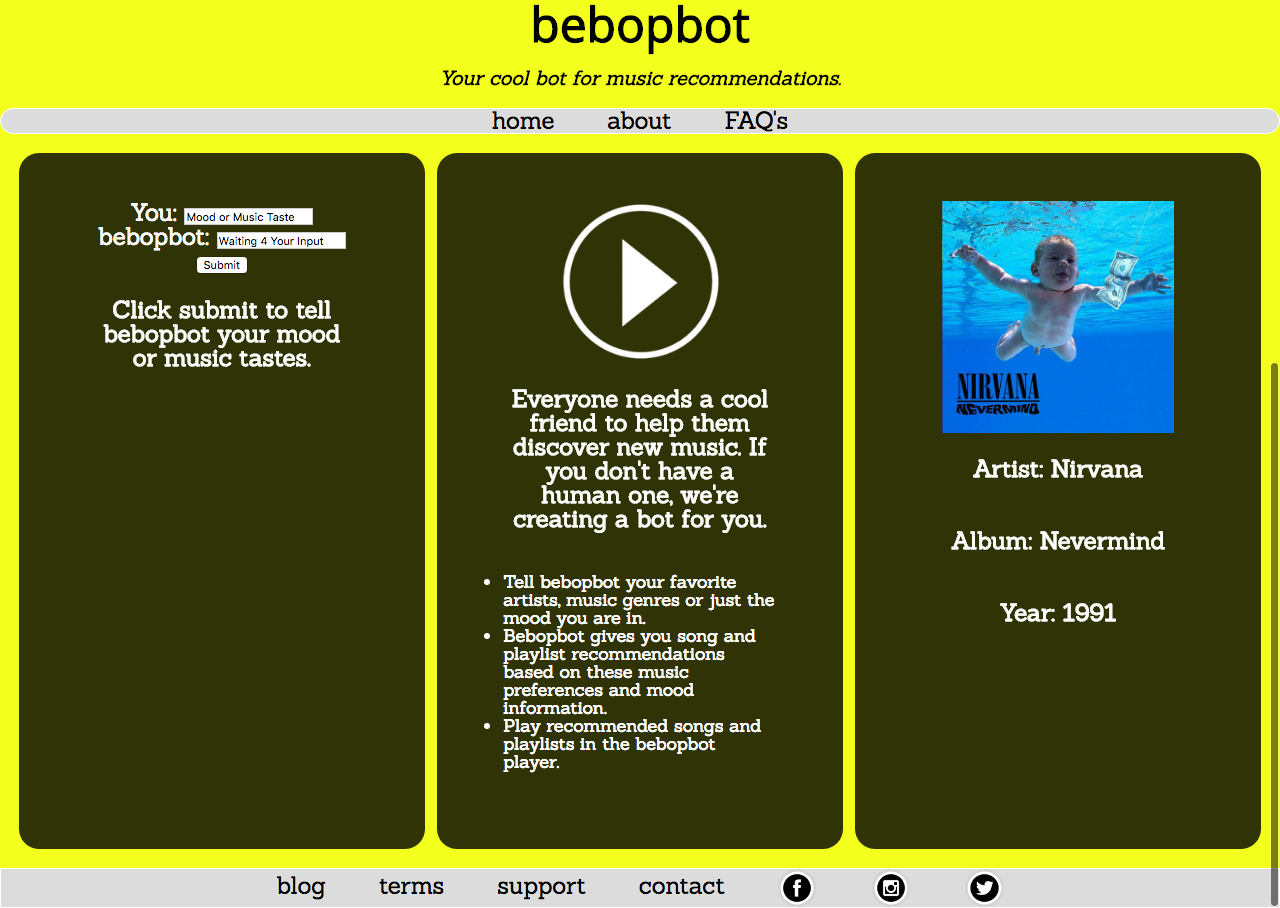 bebopbot
Your cool bot for music recommendations.
home about FAQ's
You: Mood or Music Taste
bebopbot: Waiting 4 Your Input
Submit
Click submit to tell
bebopbot your mood
or music tastes.
Everyone needs a cool
friend to help them
discover new music. If
you don't have a
human one, we're
creating a bot for you.
• Tell bebopbot your favorite
artists, music genres or just the
mood you are in.
• Bebopbot gives you song and
playlist recommendations
based on these music
preferences and mood
information.
• Play recommended songs and
playlists in the bebopbot
player.
NIRVANA
NEVERMIND
Artist: Nirvana
Album: Nevermind
Year: 1991
blog terms support contact